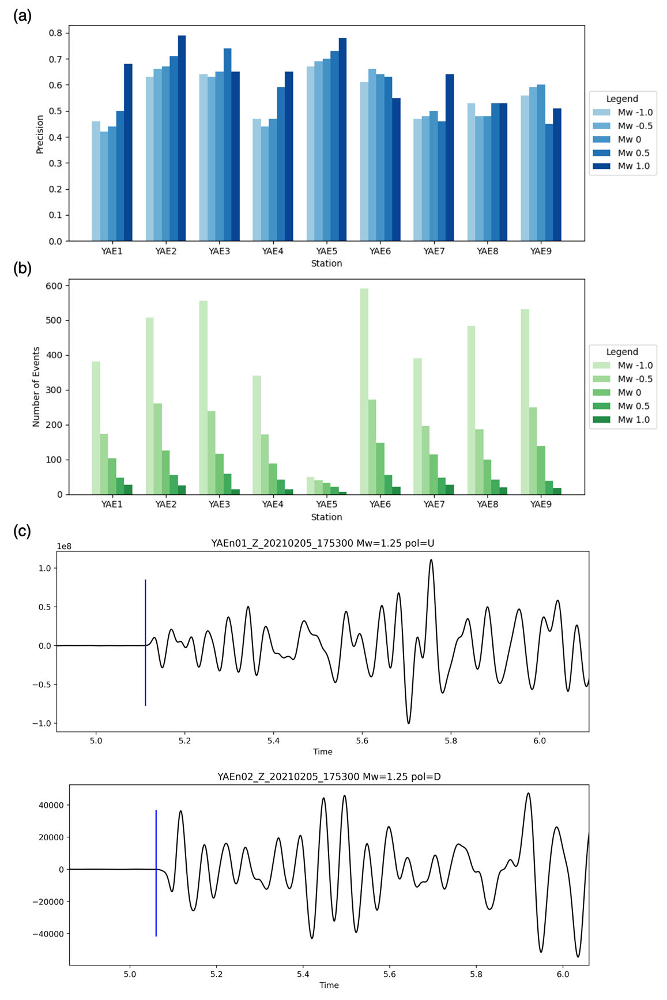 (a)
0.8
0.7
0.6
0.5
0.4
0.3
0.2
0.1
0.0
Precision
YAE1 YAE2 YAE3 YAE4 YAE5 YAE6 YAE7 YAE8 YAE9
Station
Legend
Mw -1.0
Mw -0.5
Mw 0
Mw 0.5
Mw 1.0
(b)
600
500
400
300
200
100
0
Number of Events
YAE1 YAE2 YAE3 YAE4 YAE5 YAE6 YAE7 YAE8 YAE9
Station
Legend
Mw -1.0
Mw -0.5
Mw 0
Mw 0.5
Mw 1.0
(c)
YAEn01_Z_20210205_175300 Mw=1.25 pol=U
1e8
1.0
0.5
0.0
−0.5
−1.0
5.0 5.2 5.4 5.6 5.8 6.0
Time
YAEn02_Z_20210205_175300 Mw=1.25 pol=D
40000
20000
0
−20000
−40000
5.0 5.2 5.4 5.6 5.8 6.0
Time